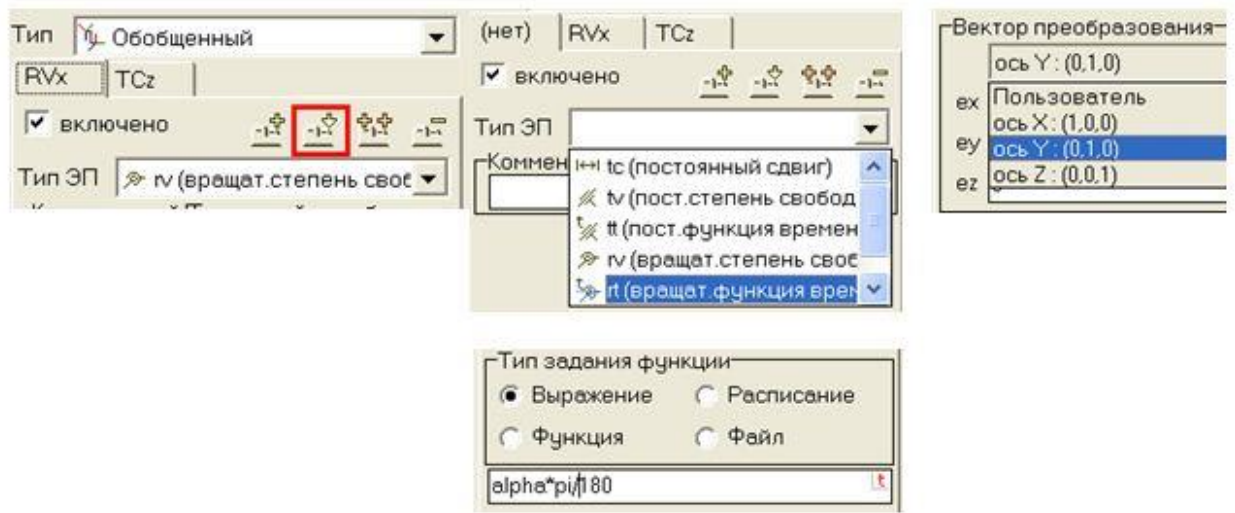 Тип Обобщенный
RVx TCz
включено
Тип ЭП rv (вращат.степень своб
(нет) RVx TCz
включено
Тип ЭП
Коммен
tc (постоянный сдвиг)
tv (пост.степень свобод
tt (пост.функция времен
rv (вращат.степень своб
rt (вращат.функция врем
Вектор преобразования
ось Y : (0,1,0)
ex Пользователь
ось X : (1,0,0)
ey ось Y : (0,1,0)
ez ось Z : (0,0,1)
Тип задания функции
Выражение Расписание
Функция Файл
alpha*pi/180 t